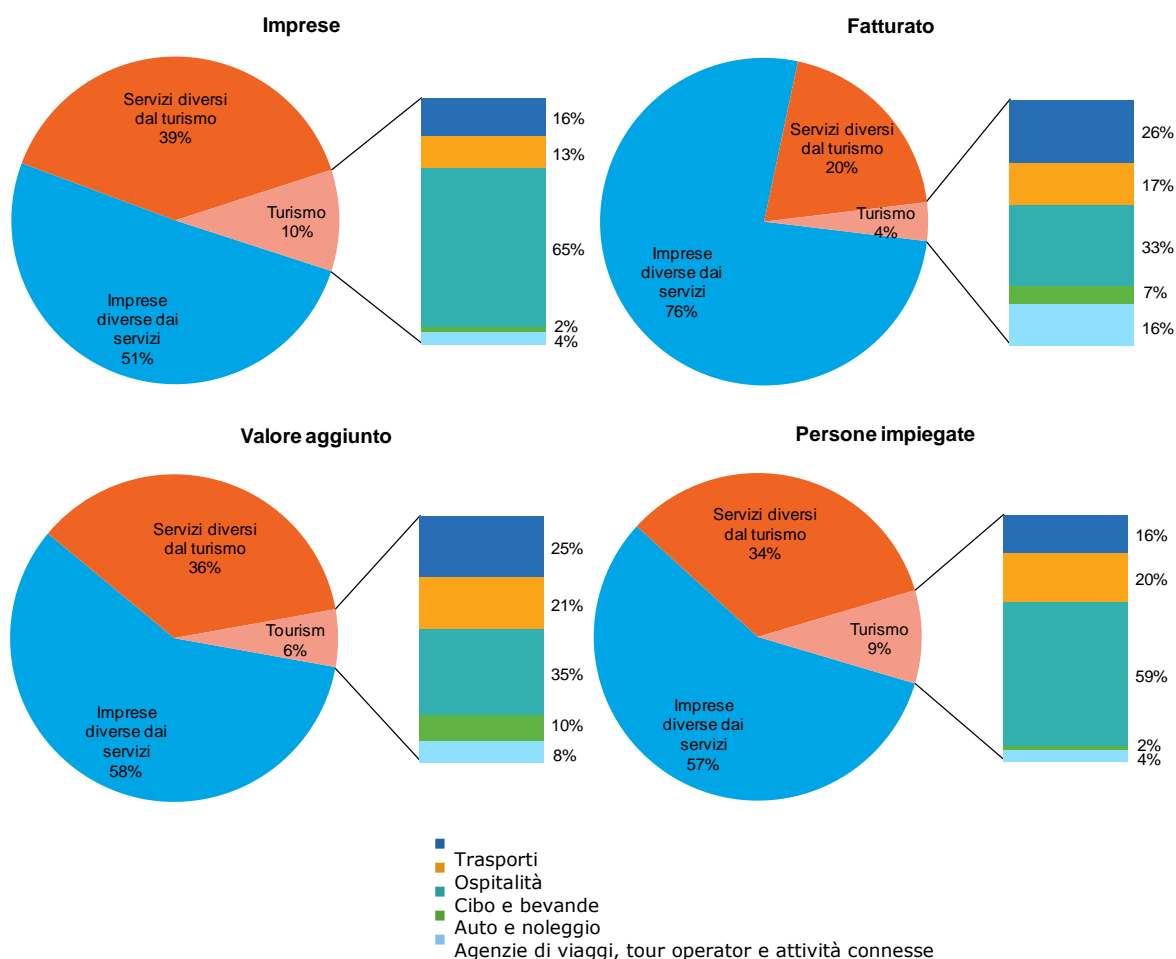 Imprese
Servizi diversi
dal turismo
39%
Turismo
10%
Imprese
diverse dai
servizi
51%
16%
13%
65%
2%
4%
Fatturato
Servizi diversi
dal turismo
20%
Turismo
4%
Imprese
diverse dai
servizi
76%
26%
17%
33%
7%
16%
Valore aggiunto
Servizi diversi
dal turismo
36%
Tourism
6%
Imprese
diverse dai
servizi
58%
25%
21%
35%
10%
8%
Persone impiegate
Servizi diversi
dal turismo
34%
Turismo
9%
Imprese
diverse dai
servizi
57%
16%
20%
59%
2%
4%
Trasporti
Ospitalità
Cibo e bevande
Auto e noleggio
Agenzie di viaggi, tour operator e attività connesse